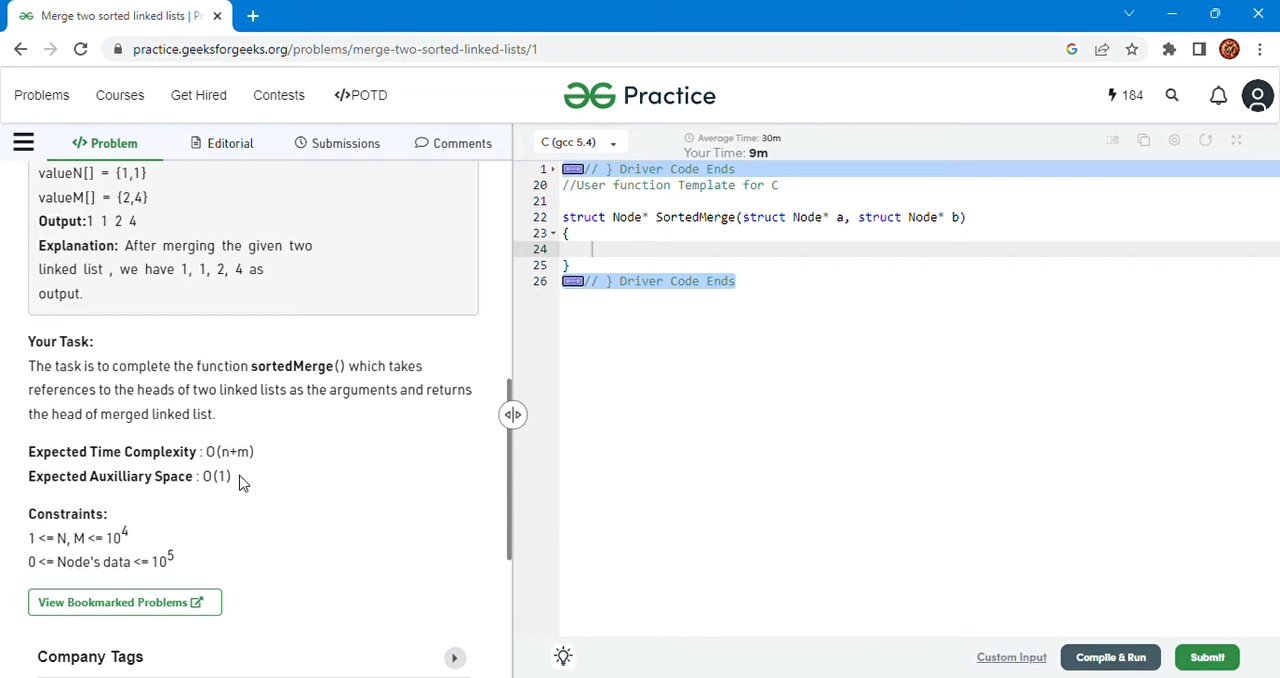 Merge two sorted linked lists | Pr
practice.geeksforgeeks.org/problems/merge-two-sorted-linked-lists/1
Problems Courses Get Hired Contests </>POTD Practice 184
</> Problem Editorial Submissions Comments
C (gcc 5.4)
Average Time: 30m
Your Time: 9m
valueN[] = {1,1}
valueM[] = {2,4}
Output:1 1 2 4
Explanation: After merging the given two
linked list , we have 1, 1, 2, 4 as
output.
Your Task:
The task is to complete the function sortedMerge() which takes
references to the heads of two linked lists as the arguments and returns
the head of merged linked list.
Expected Time Complexity : O(n+m)
Expected Auxilliary Space : O(1)
Constraints:
1 <= N, M <= 10^4
0 <= Node's data <= 10^5
View Bookmarked Problems
Company Tags
1 // } Driver Code Ends
20 //User function Template for C
21
22 struct Node* SortedMerge(struct Node* a, struct Node* b)
23 {
24
25 }
26 // } Driver Code Ends
Custom Input Compile & Run Submit